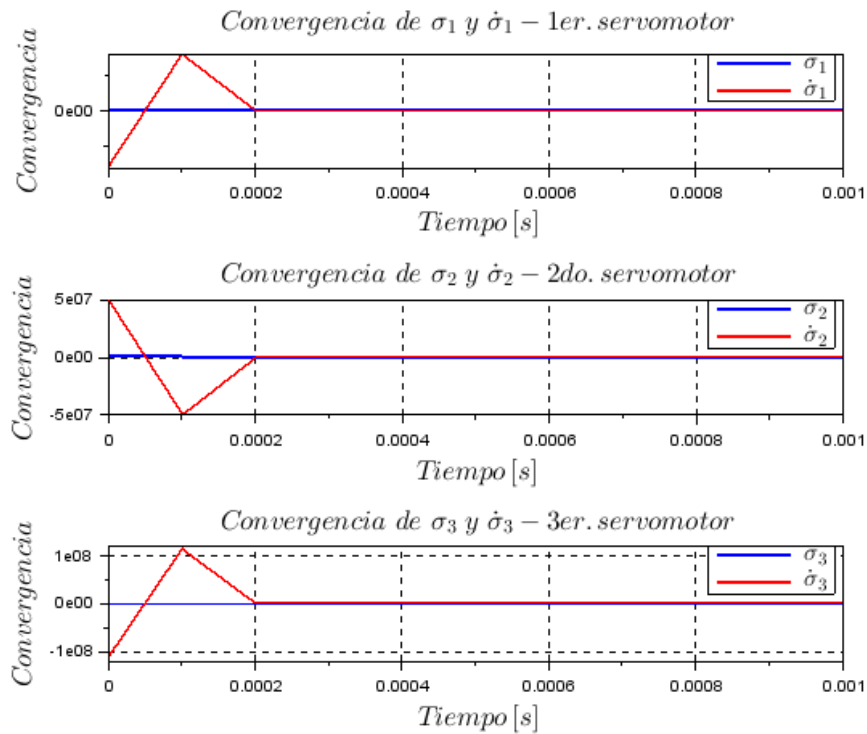 Convergencia de σ₁ y σ̇₁ − 1er. servomotor
Convergencia
0e00
σ₁
σ̇₁
0 0.0002 0.0004 0.0006 0.0008 0.001
Tiempo [s]
Convergencia de σ₂ y σ̇₂ − 2do. servomotor
Convergencia
5e07
0e00
-5e07
σ₂
σ̇₂
0 0.0002 0.0004 0.0006 0.0008 0.001
Tiempo [s]
Convergencia de σ₃ y σ̇₃ − 3er. servomotor
Convergencia
1e08
0e00
-1e08
σ₃
σ̇₃
0 0.0002 0.0004 0.0006 0.0008 0.001
Tiempo [s]